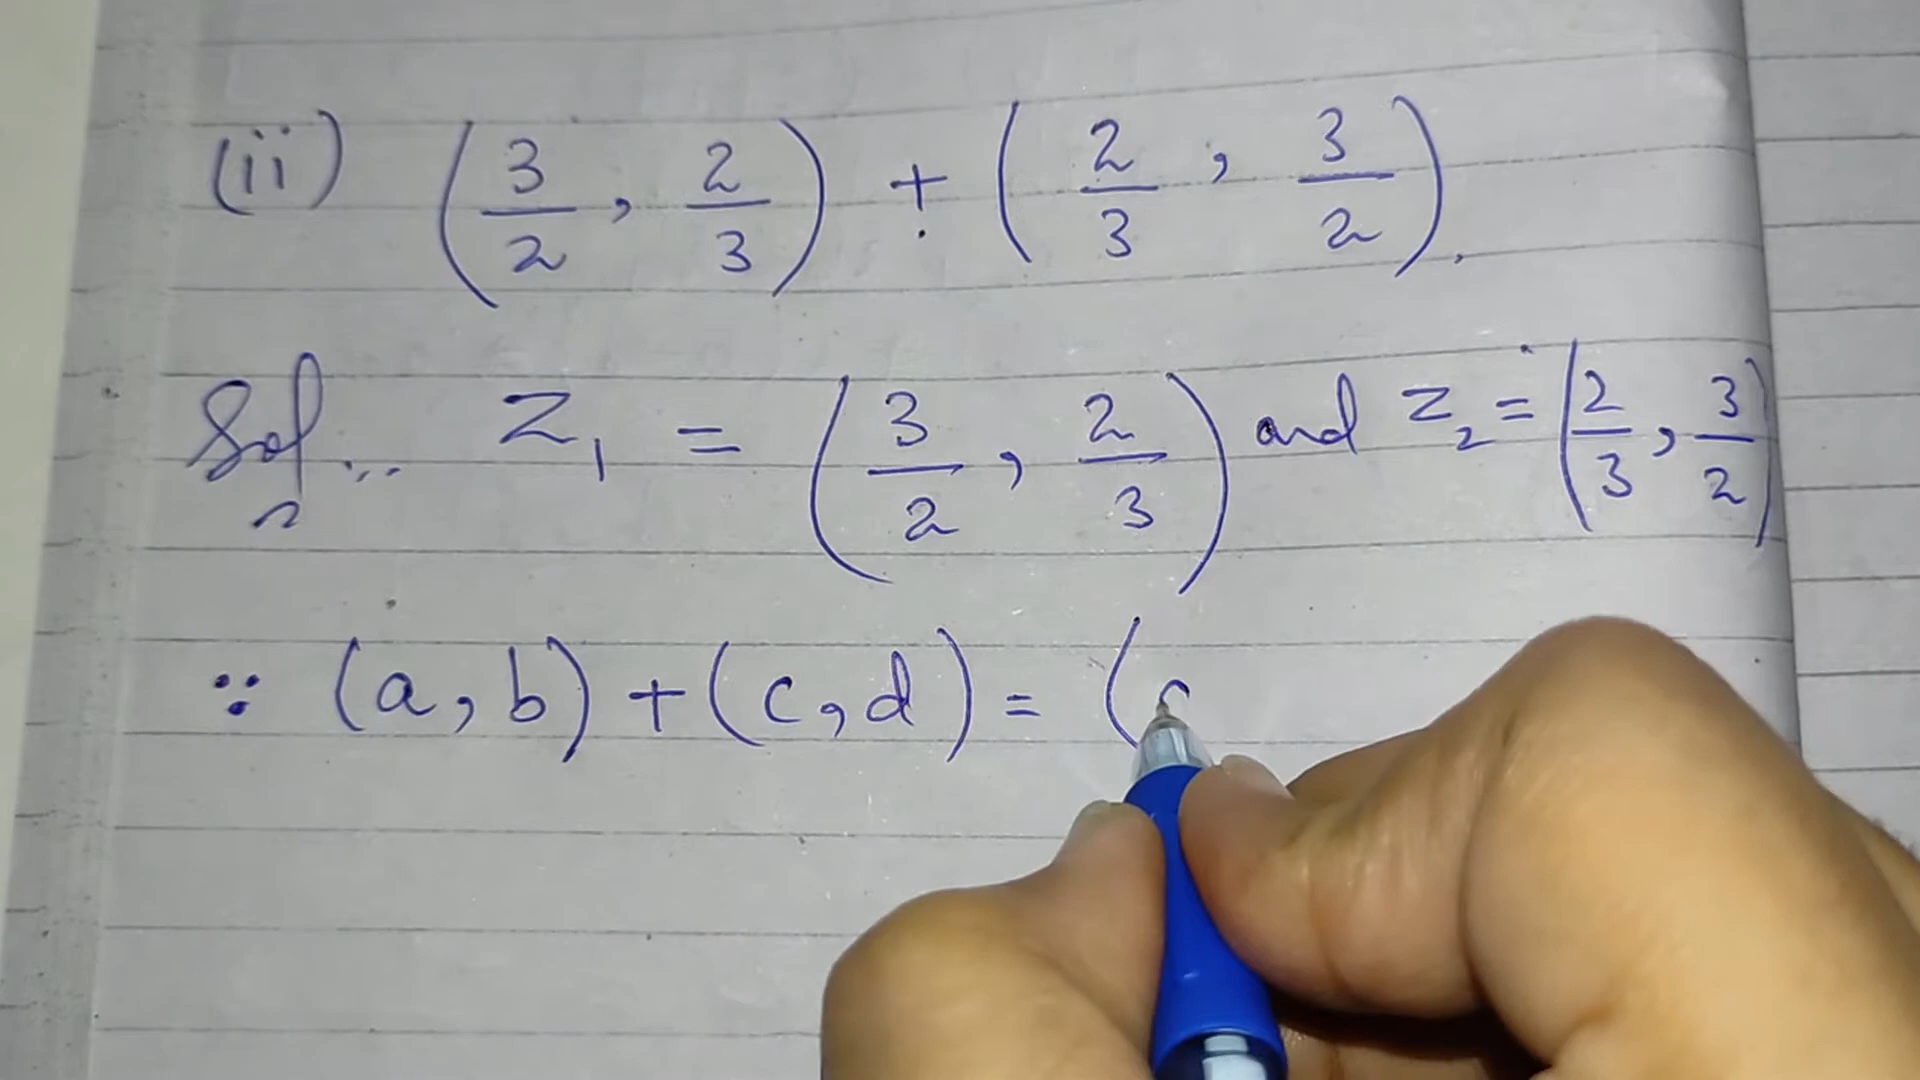 (ii) (3/2, 2/3) + (2/3, 3/2).
Sol... Z₁ = (3/2, 2/3) and Z₂ = (2/3, 3/2)
∵ (a, b) + (c, d) = (